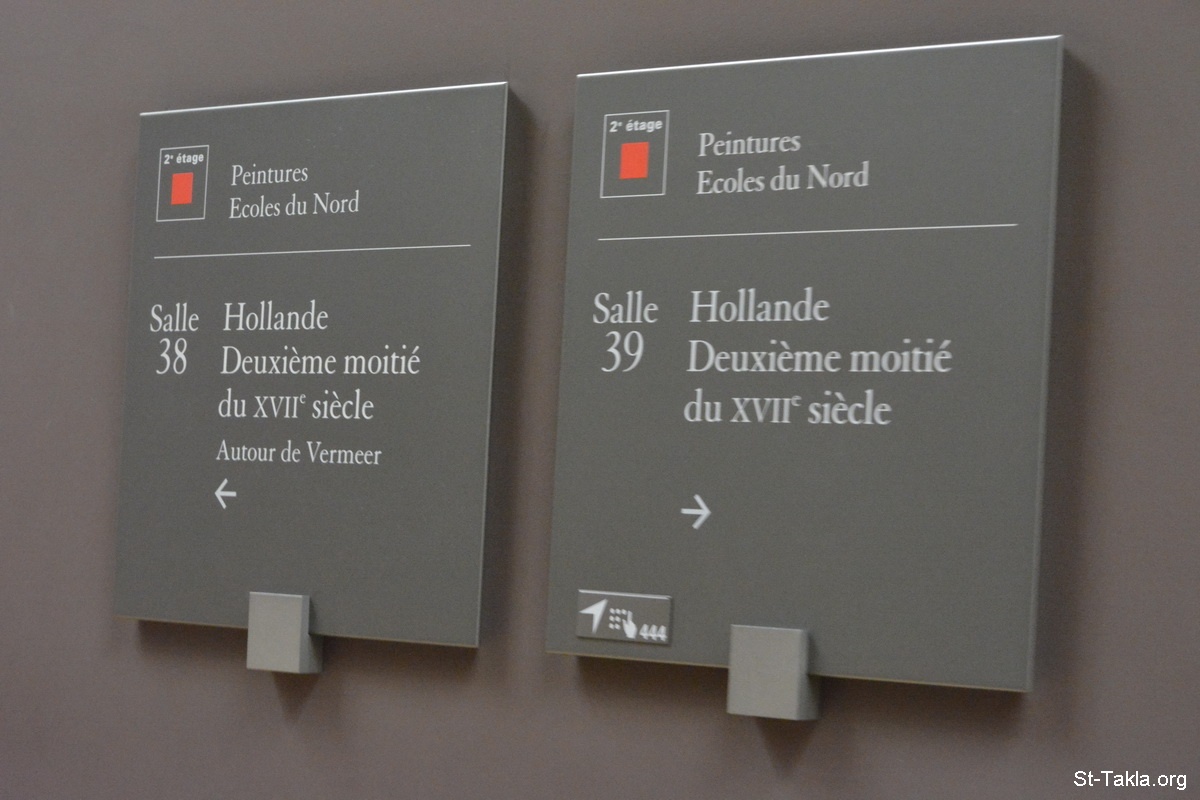 2e étage
Peintures
Ecoles du Nord
Salle
38
Hollande
Deuxième moitié
du XVIIe siècle
Autour de Vermeer
←
2e étage
Peintures
Ecoles du Nord
Salle
39
Hollande
Deuxième moitié
du XVIIe siècle
→
444
St-Takla.org